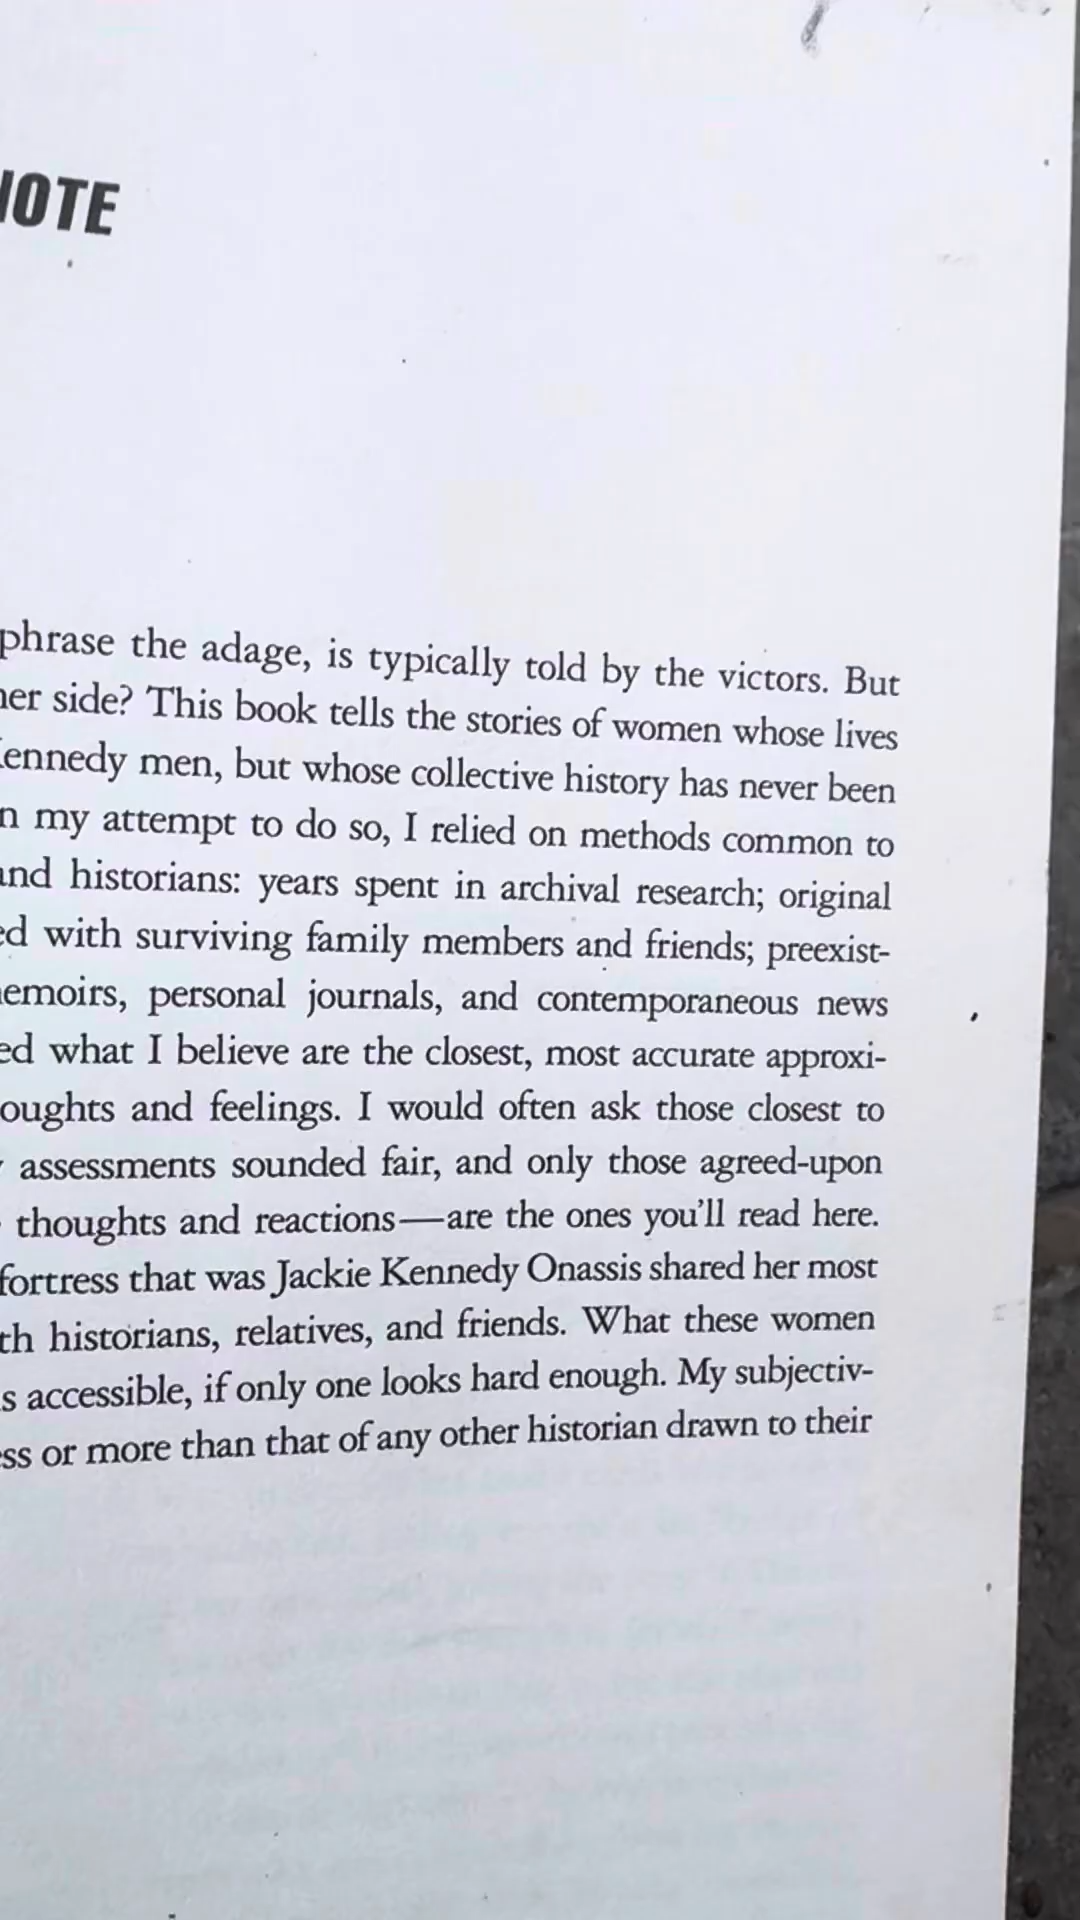 NOTE
phrase the adage, is typically told by the victors. But
her side? This book tells the stories of women whose lives
Kennedy men, but whose collective history has never been
n my attempt to do so, I relied on methods common to
and historians: years spent in archival research; original
ed with surviving family members and friends; preexist-
emoirs, personal journals, and contemporaneous news
ed what I believe are the closest, most accurate approxi-
oughts and feelings. I would often ask those closest to
assessments sounded fair, and only those agreed-upon
thoughts and reactions—are the ones you'll read here.
fortress that was Jackie Kennedy Onassis shared her most
th historians, relatives, and friends. What these women
s accessible, if only one looks hard enough. My subjectiv-
ess or more than that of any other historian drawn to their